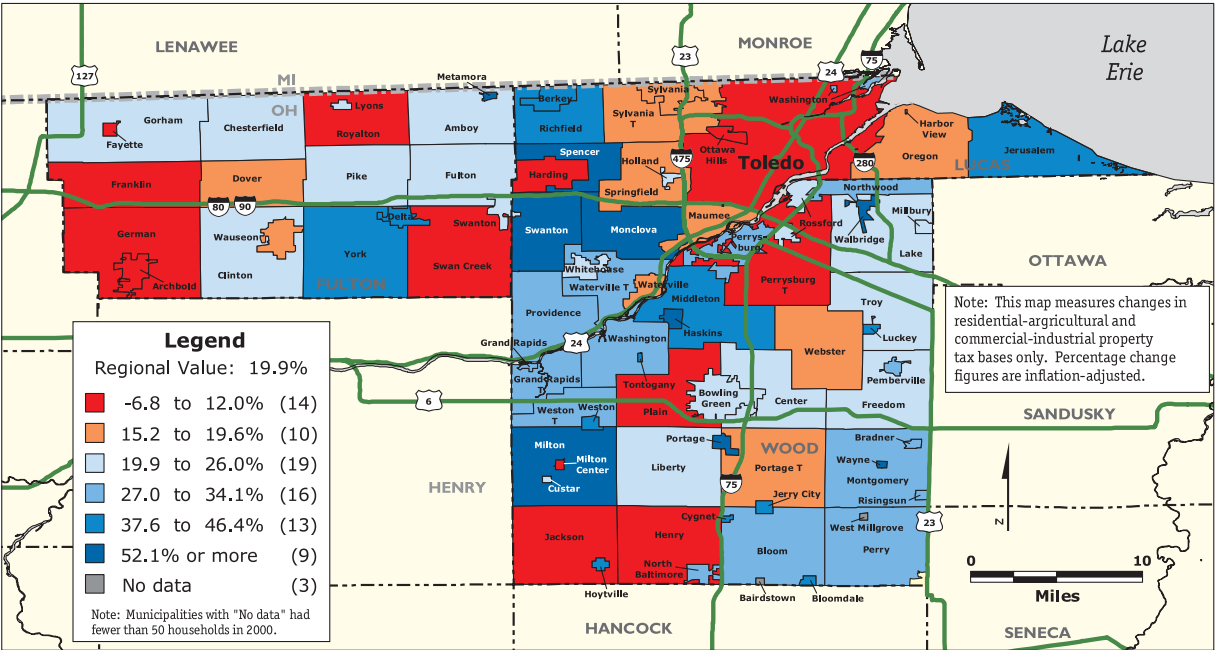 LENAWEE
MONROE
Lake
Erie
127
23
24
75
MI
OH
Metamora
Sylvania
Washington
Berkey
Lyons
Gorham
Chesterfield
Royalton
Amboy
Richfield
Sylvania
T
Harbor
View
Fayette
Ottawa
Hills
Toledo
Oregon
Jerusalem
LUCAS
Spencer
Holland
475
280
Franklin
Dover
Pike
Fulton
Harding
Springfield
Northwood
80
90
Delta
Swanton
Maumee
Rossford
Millbury
German
Wauseon
York
Swanton
Monclova
Perrys-
burg
Walbridge
Lake
OTTAWA
Clinton
Swan Creek
Whitehouse
Archbold
FULTON
Waterville T
Waterville
Perrysburg
T
Middleton
Troy
Providence
Haskins
Luckey
Note: This map measures changes in
residential-argricultural and
commercial-industrial property
tax bases only. Percentage change
figures are inflation-adjusted.
24
Grand Rapids
Washington
Webster
Grand Rapids
Tontogany
Pemberville
6
Weston
T
Weston
Plain
Bowling
Green
Center
Freedom
SANDUSKY
Legend
Regional Value: 19.9%
-6.8 to 12.0% (14)
15.2 to 19.6% (10)
19.9 to 26.0% (19)
27.0 to 34.1% (16)
37.6 to 46.4% (13)
52.1% or more (9)
No data (3)
Note: Municipalities with "No data" had
fewer than 50 households in 2000.
Milton
Portage
WOOD
Bradner
Milton
Center
Liberty
Portage T
Wayne
Custar
Montgomery
HENRY
75
Jerry City
Risingsun
Cygnet
West Millgrove
23
N
Jackson
Henry
Bloom
Perry
North
Baltimore
0
10
Miles
Hoytville
Bairdstown
Bloomdale
HANCOCK
SENECA